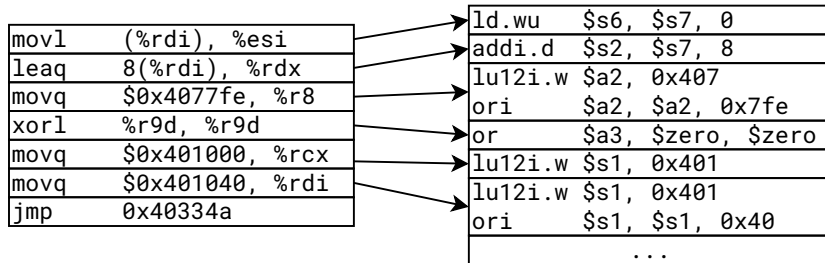 movl (%rdi), %esi
leaq 8(%rdi), %rdx
movq $0x4077fe, %r8
xorl %r9d, %r9d
movq $0x401000, %rcx
movq $0x401040, %rdi
jmp 0x40334a
ld.wu $s6, $s7, 0
addi.d $s2, $s7, 8
lu12i.w $a2, 0x407
ori $a2, $a2, 0x7fe
or $a3, $zero, $zero
lu12i.w $s1, 0x401
lu12i.w $s1, 0x401
ori $s1, $s1, 0x40
...